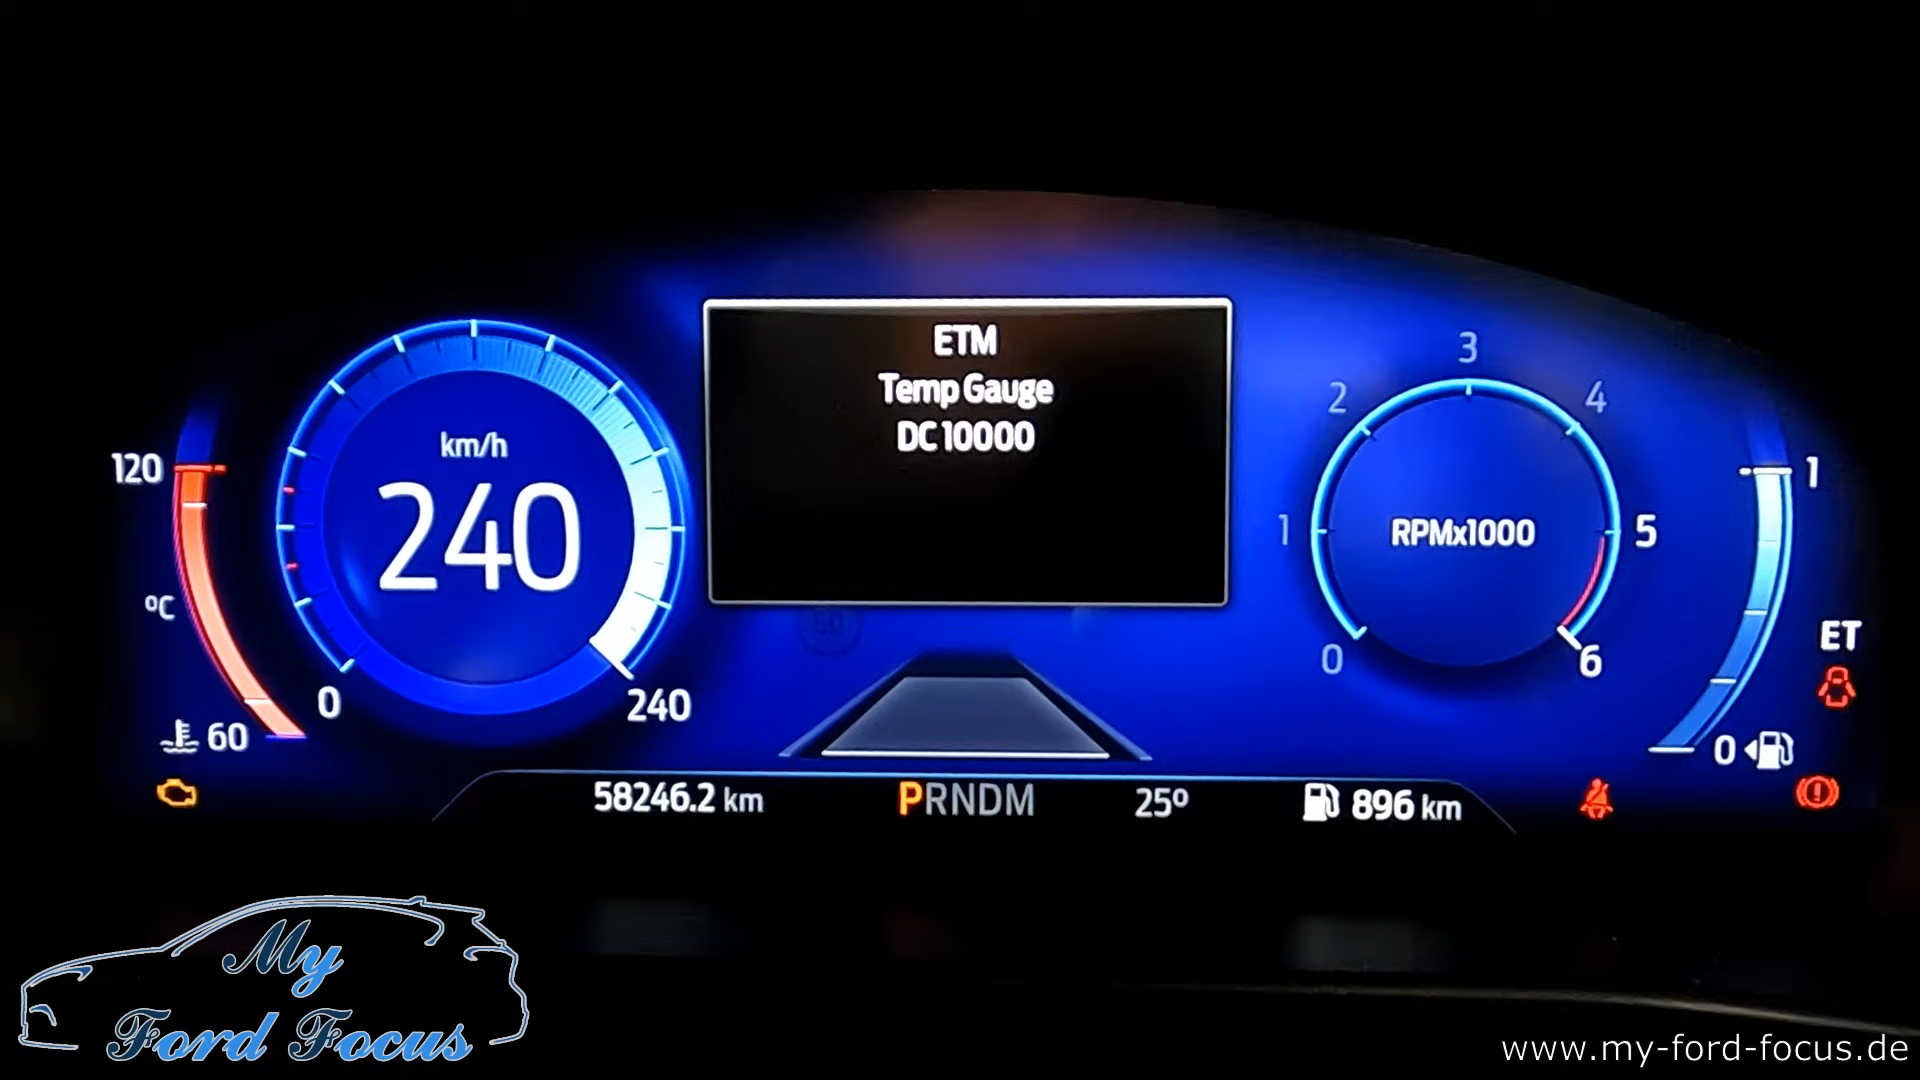 ETM
Temp Gauge
DC 10000
km/h
240
120
°C
60
0
240
3
2
4
1
5
RPMx1000
0
6
1
0
ET
58246.2 km
PRNDM
25°
896 km
My
Ford Focus
www.my-ford-focus.de